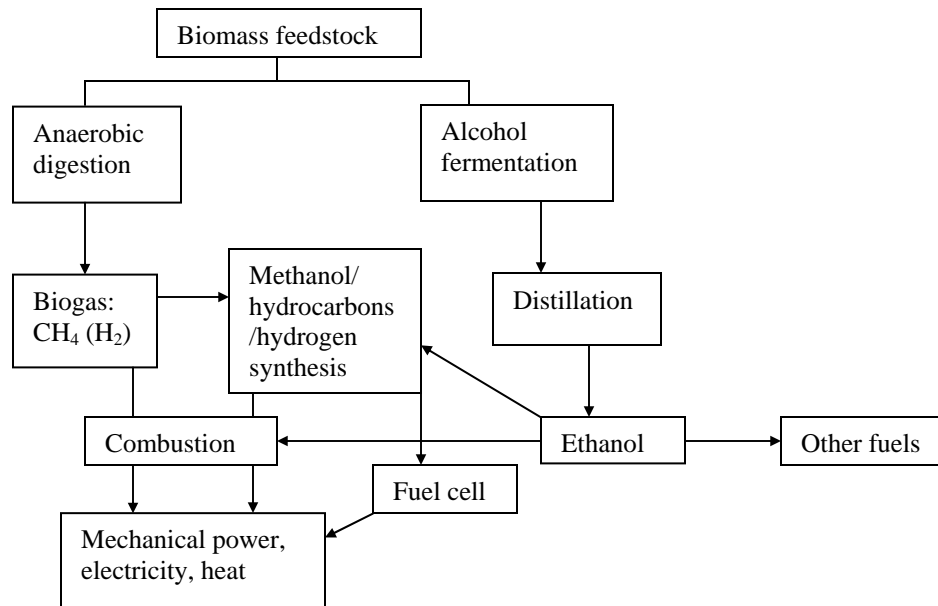 Biomass feedstock
Anaerobic
digestion
Alcohol
fermentation
Biogas:
CH₄ (H₂)
Methanol/
hydrocarbons
/hydrogen
synthesis
Distillation
Combustion
Ethanol
Other fuels
Fuel cell
Mechanical power,
electricity, heat